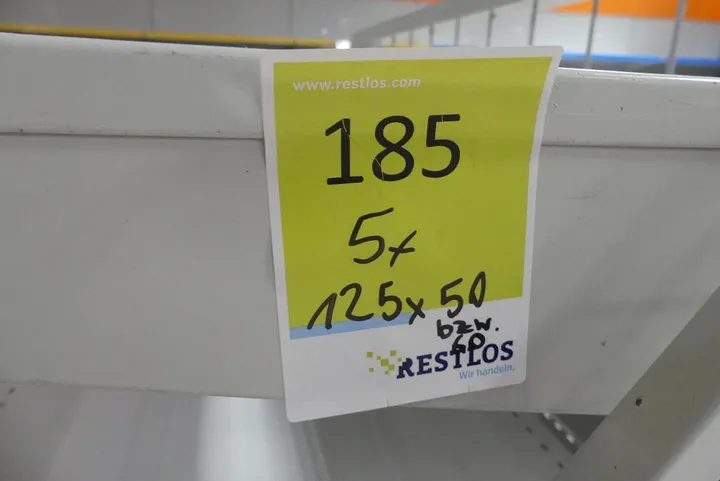 www.restlos.com
185
5x
125x50
bzw.
60
RESTLOS
Wir handeln.